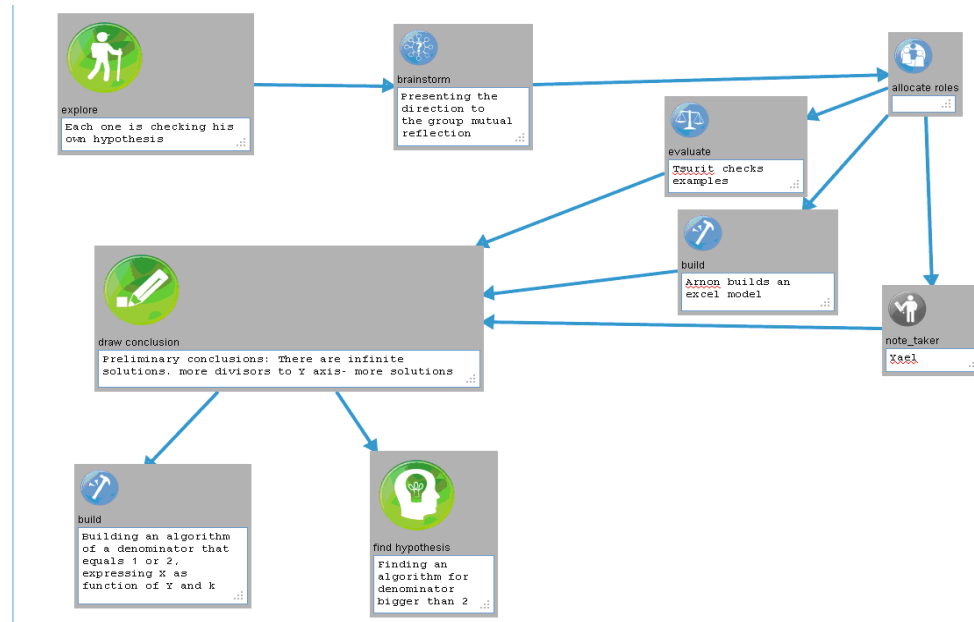 explore
Each one is checking his
own hypothesis
brainstorm
Presenting the
direction to
the group mutual
reflection
allocate roles
evaluate
Tsurit checks
examples
build
Arnon builds an
excel model
note_taker
Yael
draw conclusion
Preliminary conclusions: There are infinite
solutions. more divisors to Y axis- more solutions
build
Building an algorithm
of a denominator that
equals 1 or 2,
expressing X as
function of Y and k
find hypothesis
Finding an
algorithm for
denominator
bigger than 2